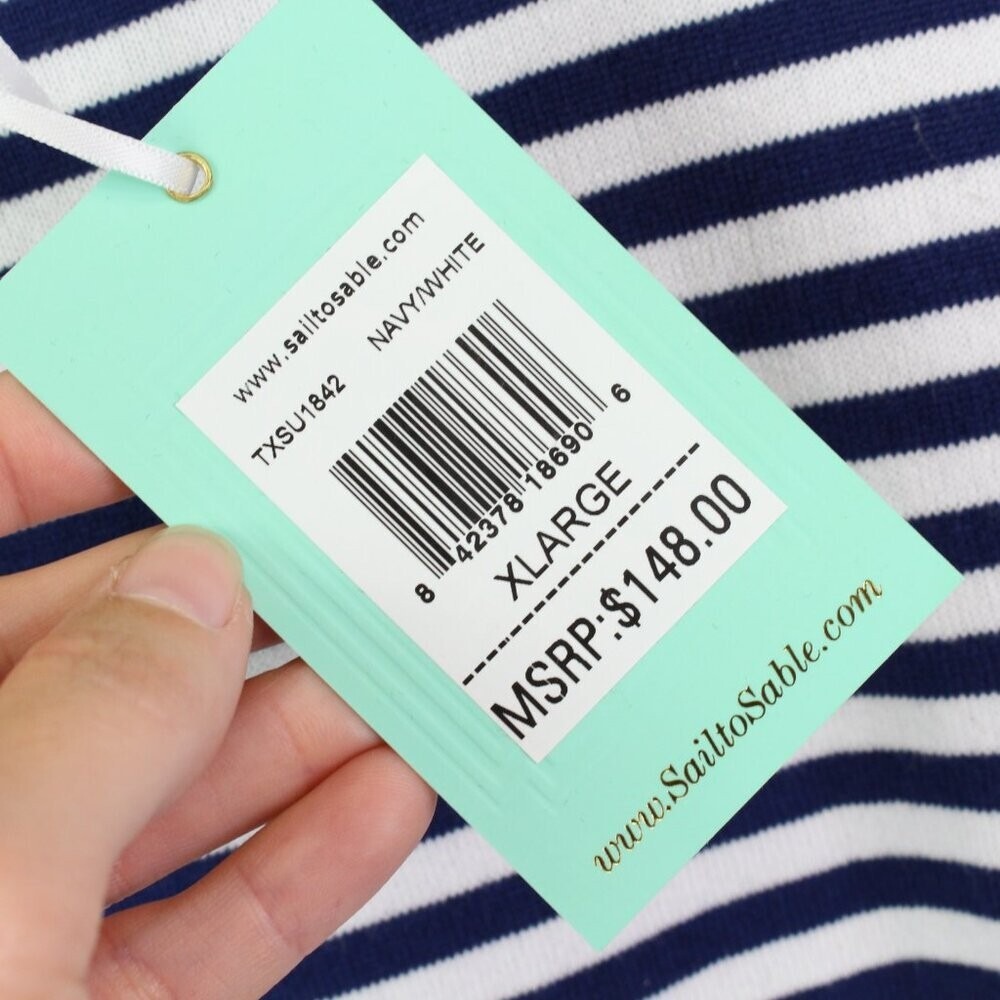 www.sailtosable.com
TXSU1842 NAVY/WHITE
8 42378 18690 6
XLARGE
MSRP:$148.00
www.SailtoSable.com